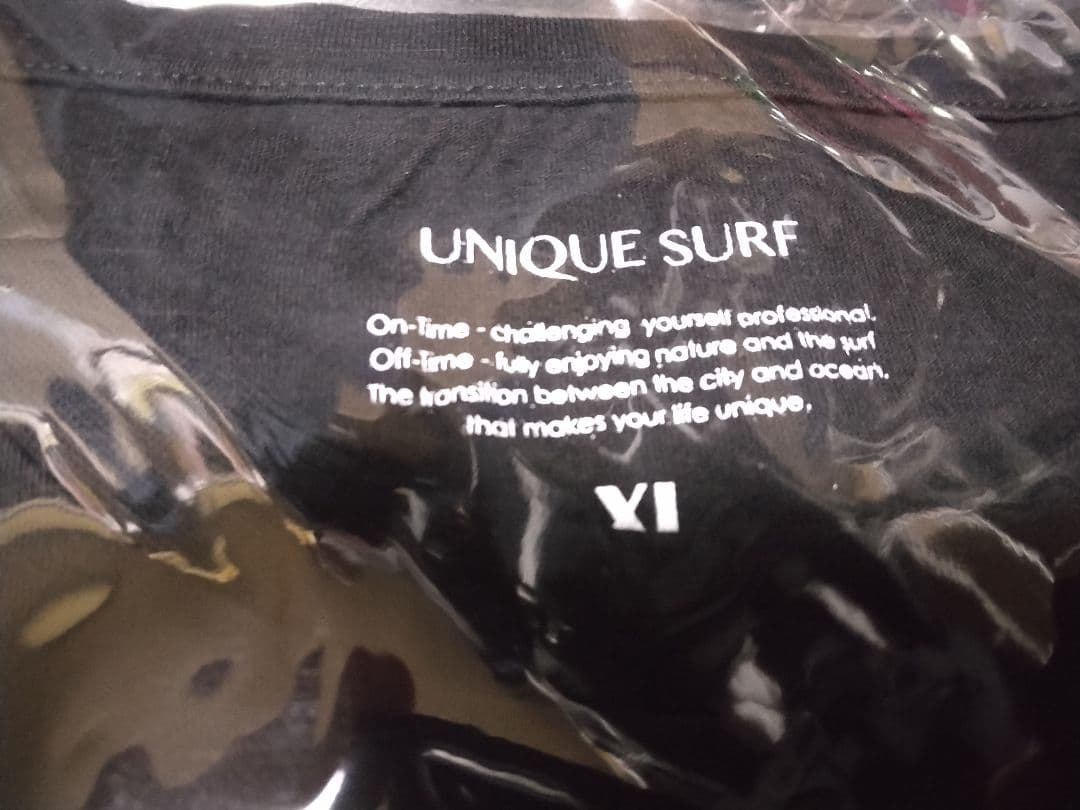 UNIQUE SURF
On-Time - challenging yourself professional.
Off-Time - fully enjoying nature and the surf
The transition between the city and ocean.
that makes your life unique.
XL